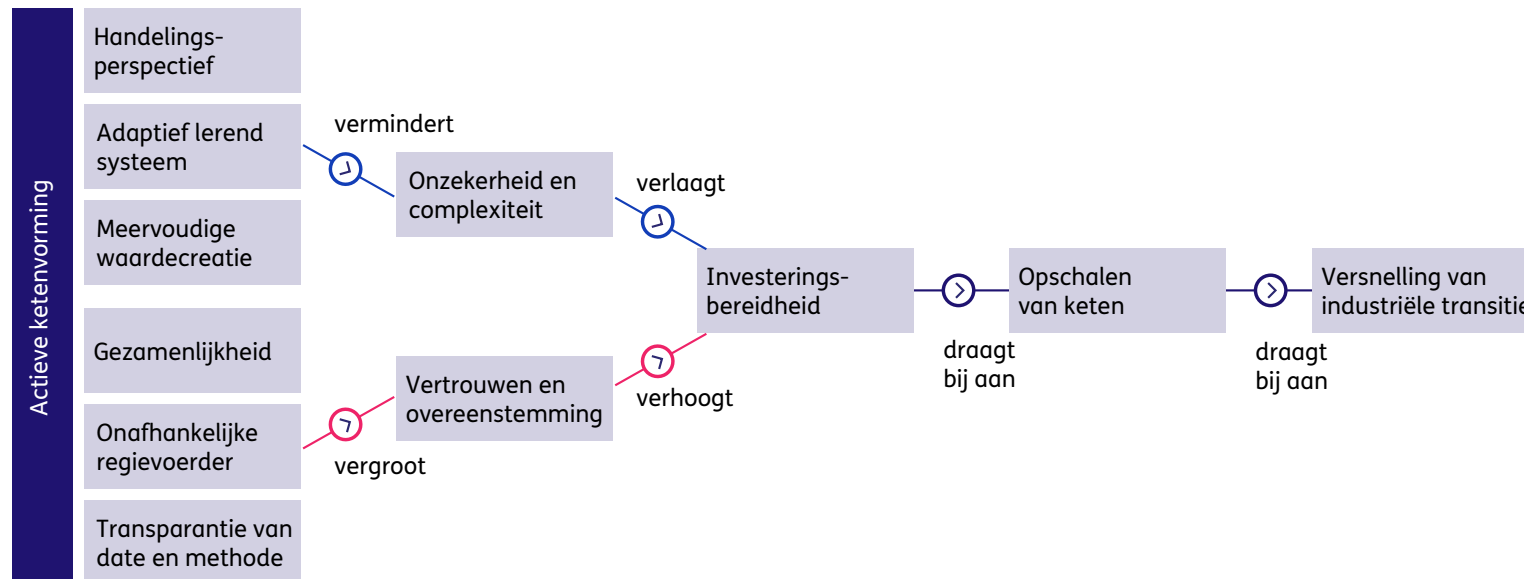 Actieve ketenvorming
Handelings-
perspectief
Adaptief lerend
systeem
Meervoudige
waardecreatie
Gezamenlijkheid
Onafhankelijke
regievoerder
Transparantie van
date en methode
vermindert
Onzekerheid en
complexiteit
verlaagt
vergroot
Vertrouwen en
overeenstemming
verhoogt
Investerings-
bereidheid
draagt
bij aan
Opschalen
van keten
draagt
bij aan
Versnelling van
industriële transitie